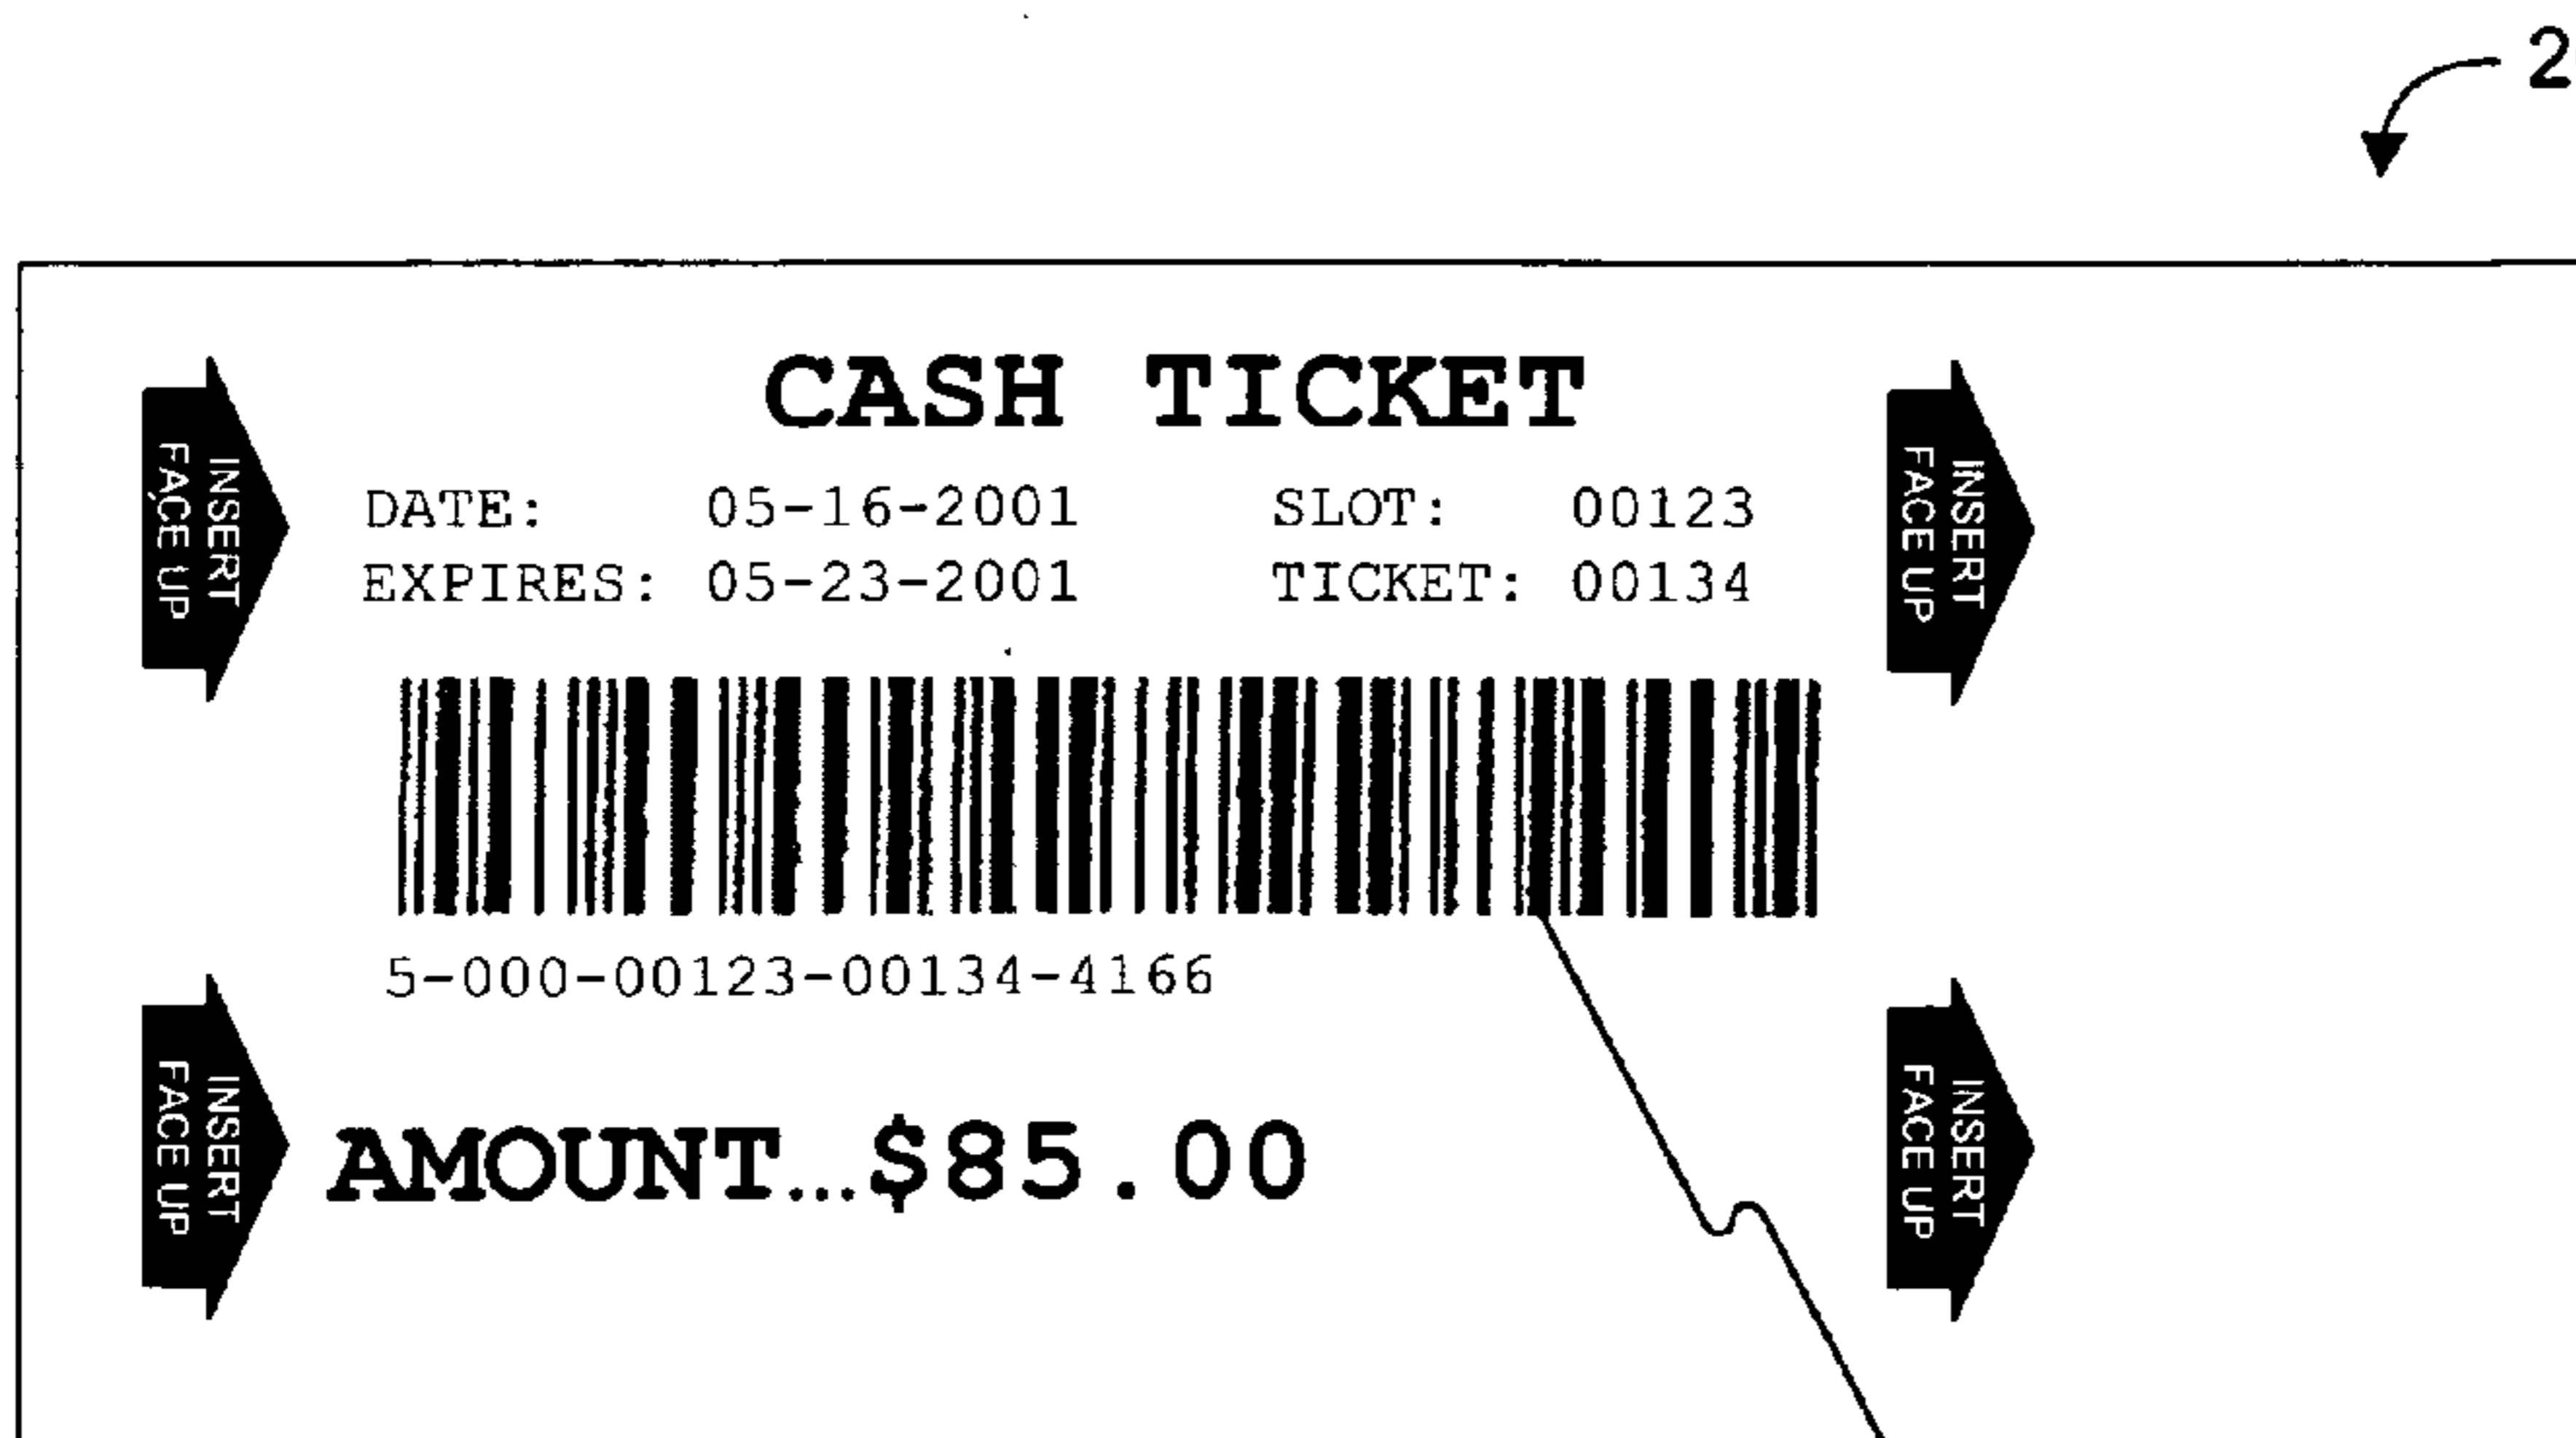 2
CASH TICKET
INSERT
FACE UP
INSERT
FACE UP
DATE: 05-16-2001 SLOT: 00123
EXPIRES: 05-23-2001 TICKET: 00134
5-000-00123-00134-4166
INSERT
FACE UP
INSERT
FACE UP
AMOUNT...$85.00